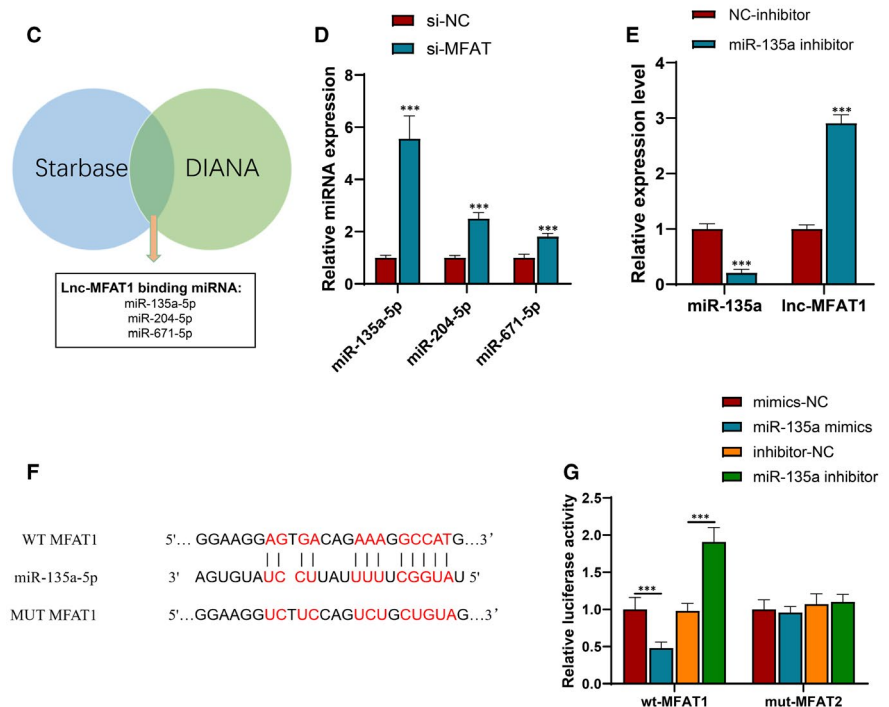 C
Starbase
DIANA
Lnc-MFAT1 binding miRNA:
miR-135a-5p
miR-204-5p
miR-671-5p
D
si-NC
si-MFAT
Relative miRNA expression
8
6
4
2
0
***
***
***
miR-135a-5p
miR-204-5p
miR-671-5p
E
NC-inhibitor
miR-135a inhibitor
Relative expression level
4
3
2
1
0
***
***
miR-135a
lnc-MFAT1
F
WT MFAT1 5'... GGAAGGAGTGACAGAAAGGCCATG...3'
miR-135a-5p 3' AGUGUAUC CUUAUUUUUCGGUAU 5'
MUT MFAT1 5'... GGAAGGUCTUCCAGUCUGCUGUAG...3'
G
mimics-NC
miR-135a mimics
inhibitor-NC
miR-135a inhibitor
Relative luciferase activity
2.5
2.0
1.5
1.0
0.5
0.0
***
***
wt-MFAT1
mut-MFAT2